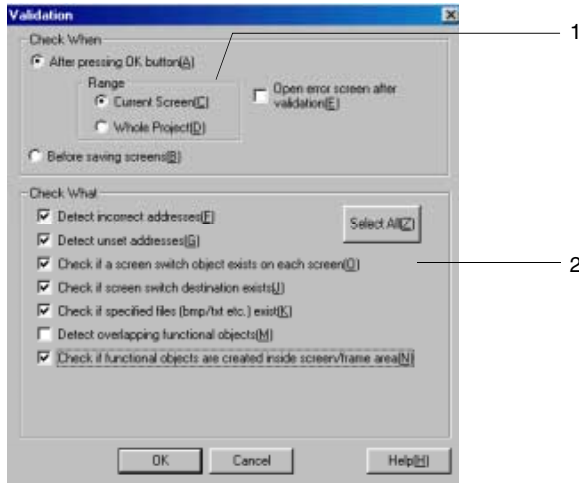 Validation
1
Check When
After pressing OK button(A)
Range
Current Screen(C)
Whole Project(D)
Open error screen after
validation(E)
Before saving screens(B)
Check What
Detect incorrect addresses(F)
Select All(Z)
Detect unset addresses(G)
Check if a screen switch object exists on each screen(O)
2
Check if screen switch destination exists(J)
Check if specified files (bmp/txt etc.) exist(K)
Detect overlapping functional objects(M)
Check if functional objects are created inside screen/frame area(N)
OK
Cancel
Help(H)